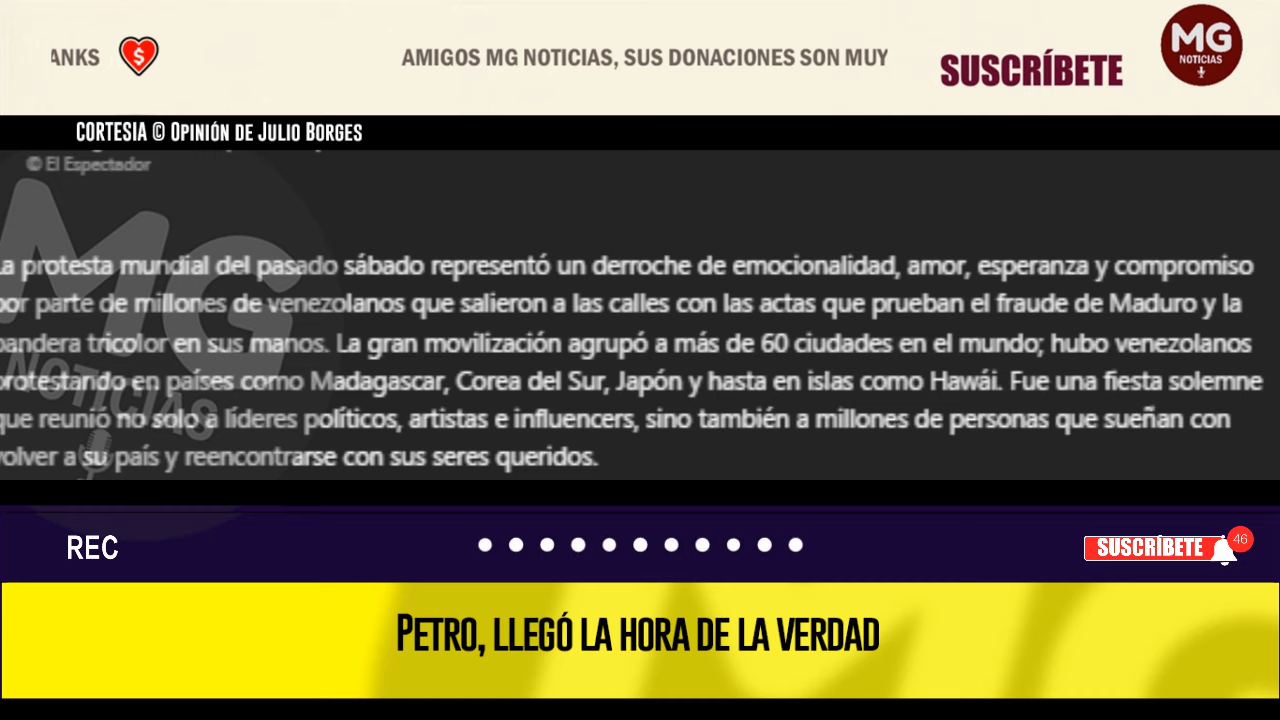 ANKS
AMIGOS MG NOTICIAS, SUS DONACIONES SON MUY
SUSCRÍBETE
MG
NOTICIAS
CORTESIA © Opinión de Julio Borges
© El Espectador
a protesta mundial del pasado sábado representó un derroche de emocionalidad, amor, esperanza y compromiso
por parte de millones de venezolanos que salieron a las calles con las actas que prueban el fraude de Maduro y la
bandera tricolor en sus manos. La gran movilización agrupó a más de 60 ciudades en el mundo; hubo venezolanos
protestando en países como Madagascar, Corea del Sur, Japón y hasta en islas como Hawái. Fue una fiesta solemne
que reunió no solo a líderes políticos, artistas e influencers, sino también a millones de personas que sueñan con
volver a su país y reencontrarse con sus seres queridos.
MG
NOTICIAS
REC
SUSCRÍBETE
46
Petro, llegó la hora de la verdad